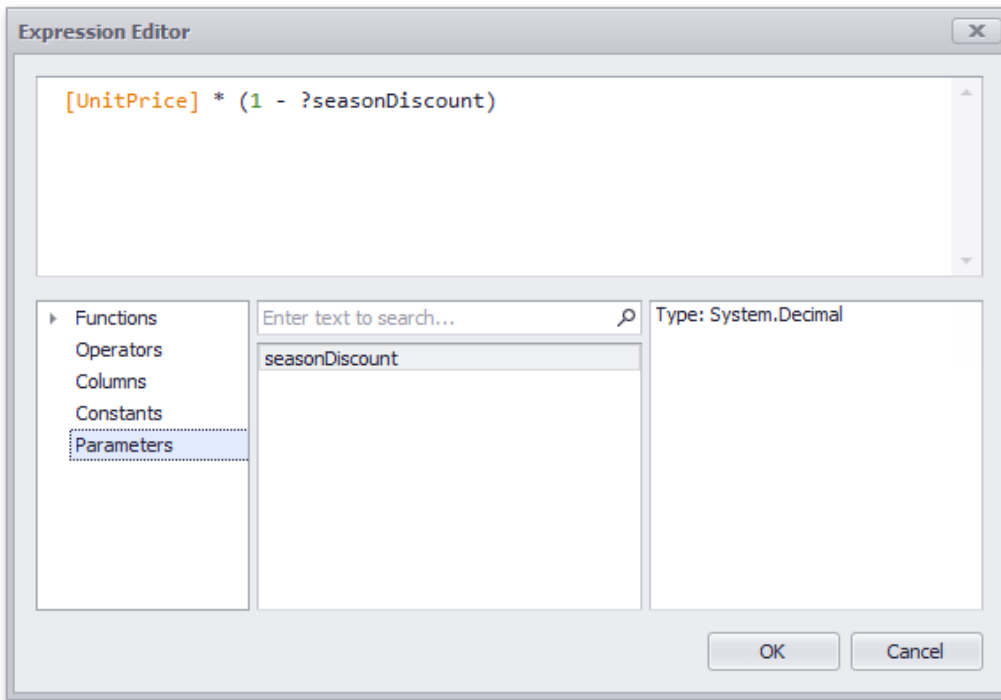 Expression Editor
[UnitPrice] * (1 - ?seasonDiscount)
Functions
Operators
Columns
Constants
Parameters
Enter text to search...
seasonDiscount
Type: System.Decimal
OK
Cancel